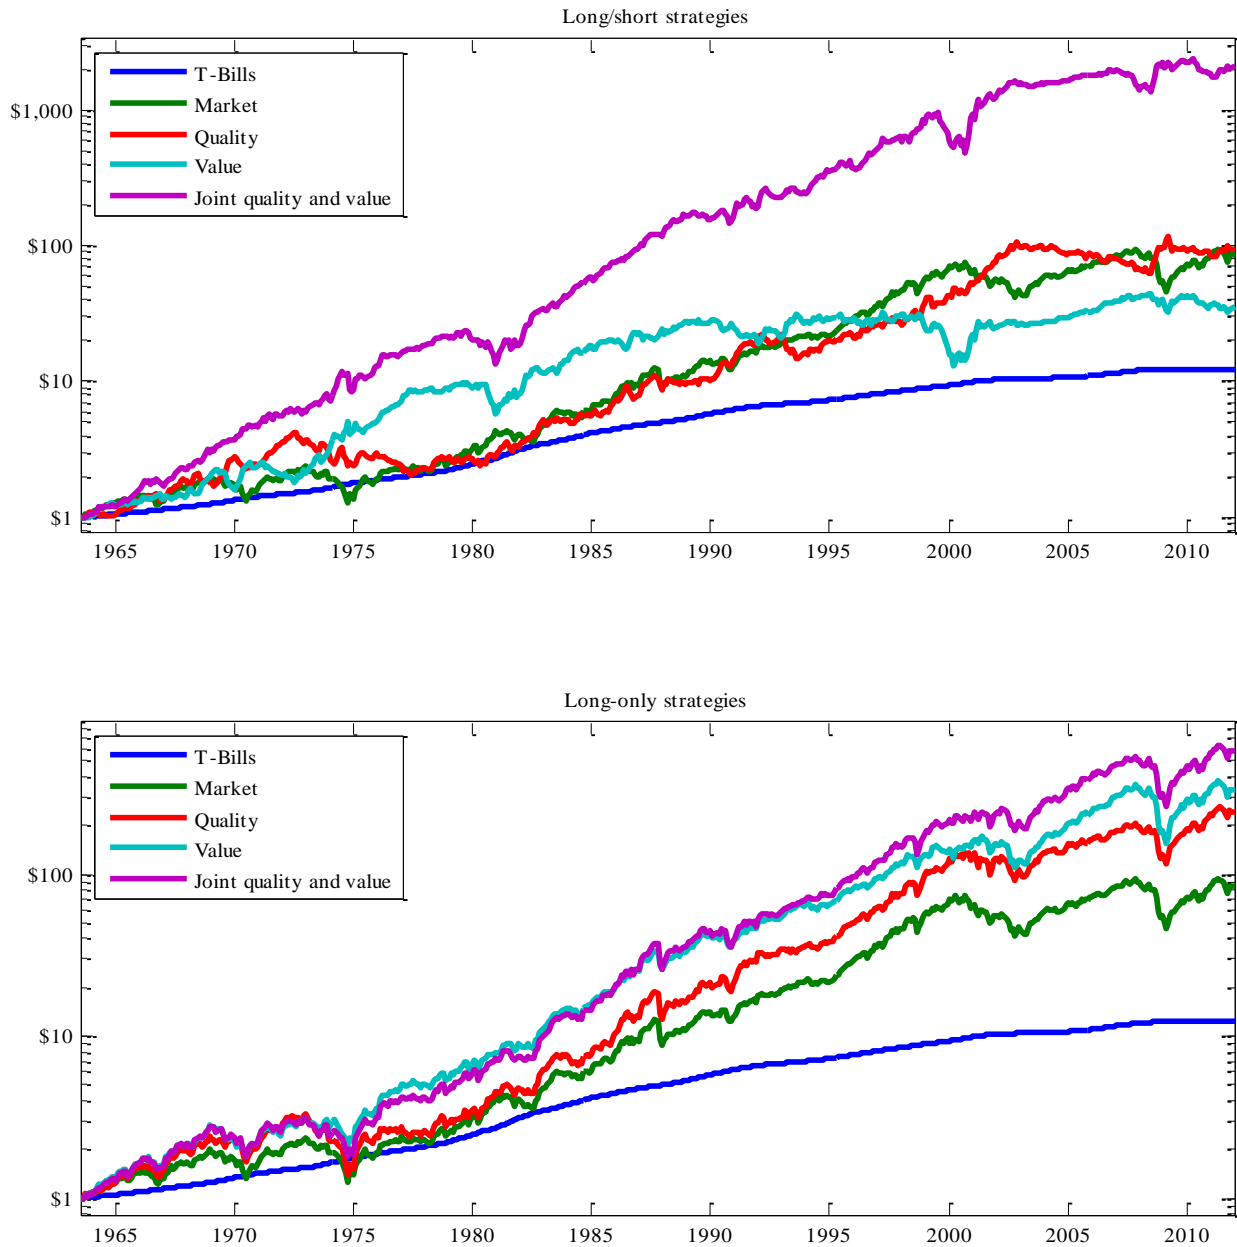 Long/short strategies
T-Bills
Market
Quality
Value
Joint quality and value
$1,000
$100
$10
$1
1965 1970 1975 1980 1985 1990 1995 2000 2005 2010
Long-only strategies
T-Bills
Market
Quality
Value
Joint quality and value
$100
$10
$1
1965 1970 1975 1980 1985 1990 1995 2000 2005 2010